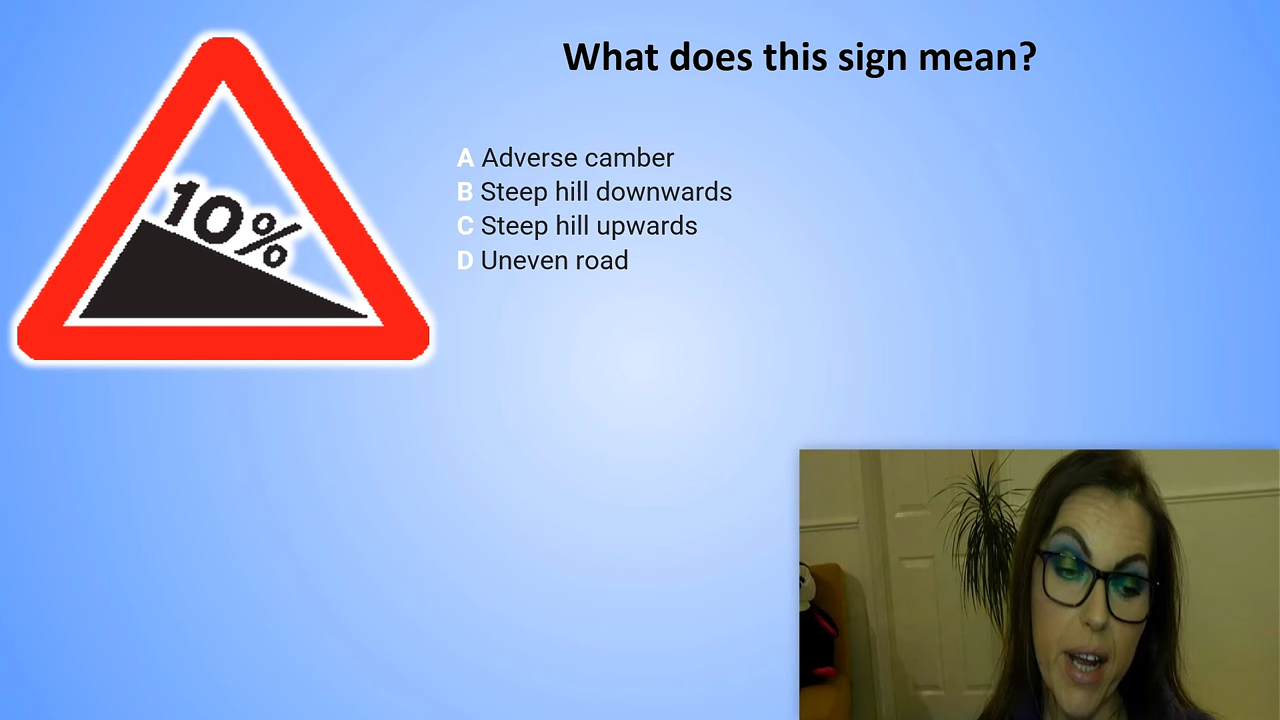 What does this sign mean?
10%
A Adverse camber
B Steep hill downwards
C Steep hill upwards
D Uneven road